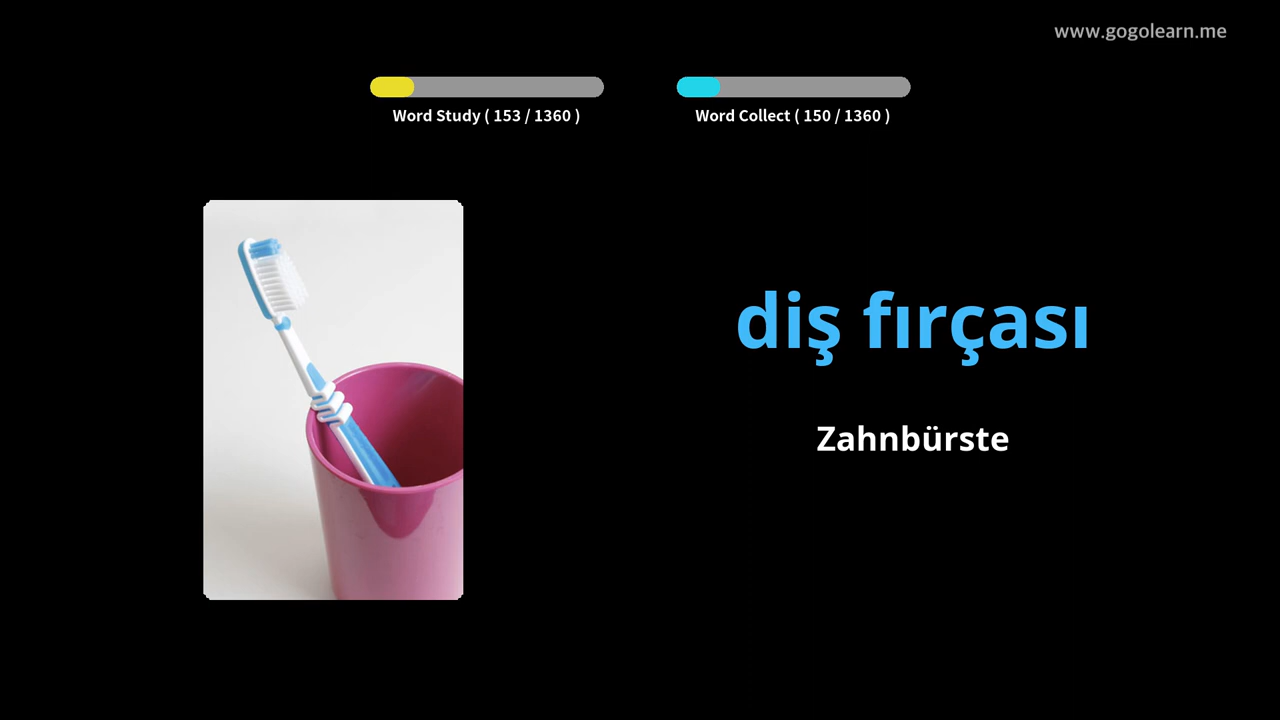 www.gogolearn.me
Word Study ( 153 / 1360 )
Word Collect ( 150 / 1360 )
diş fırçası
Zahnbürste